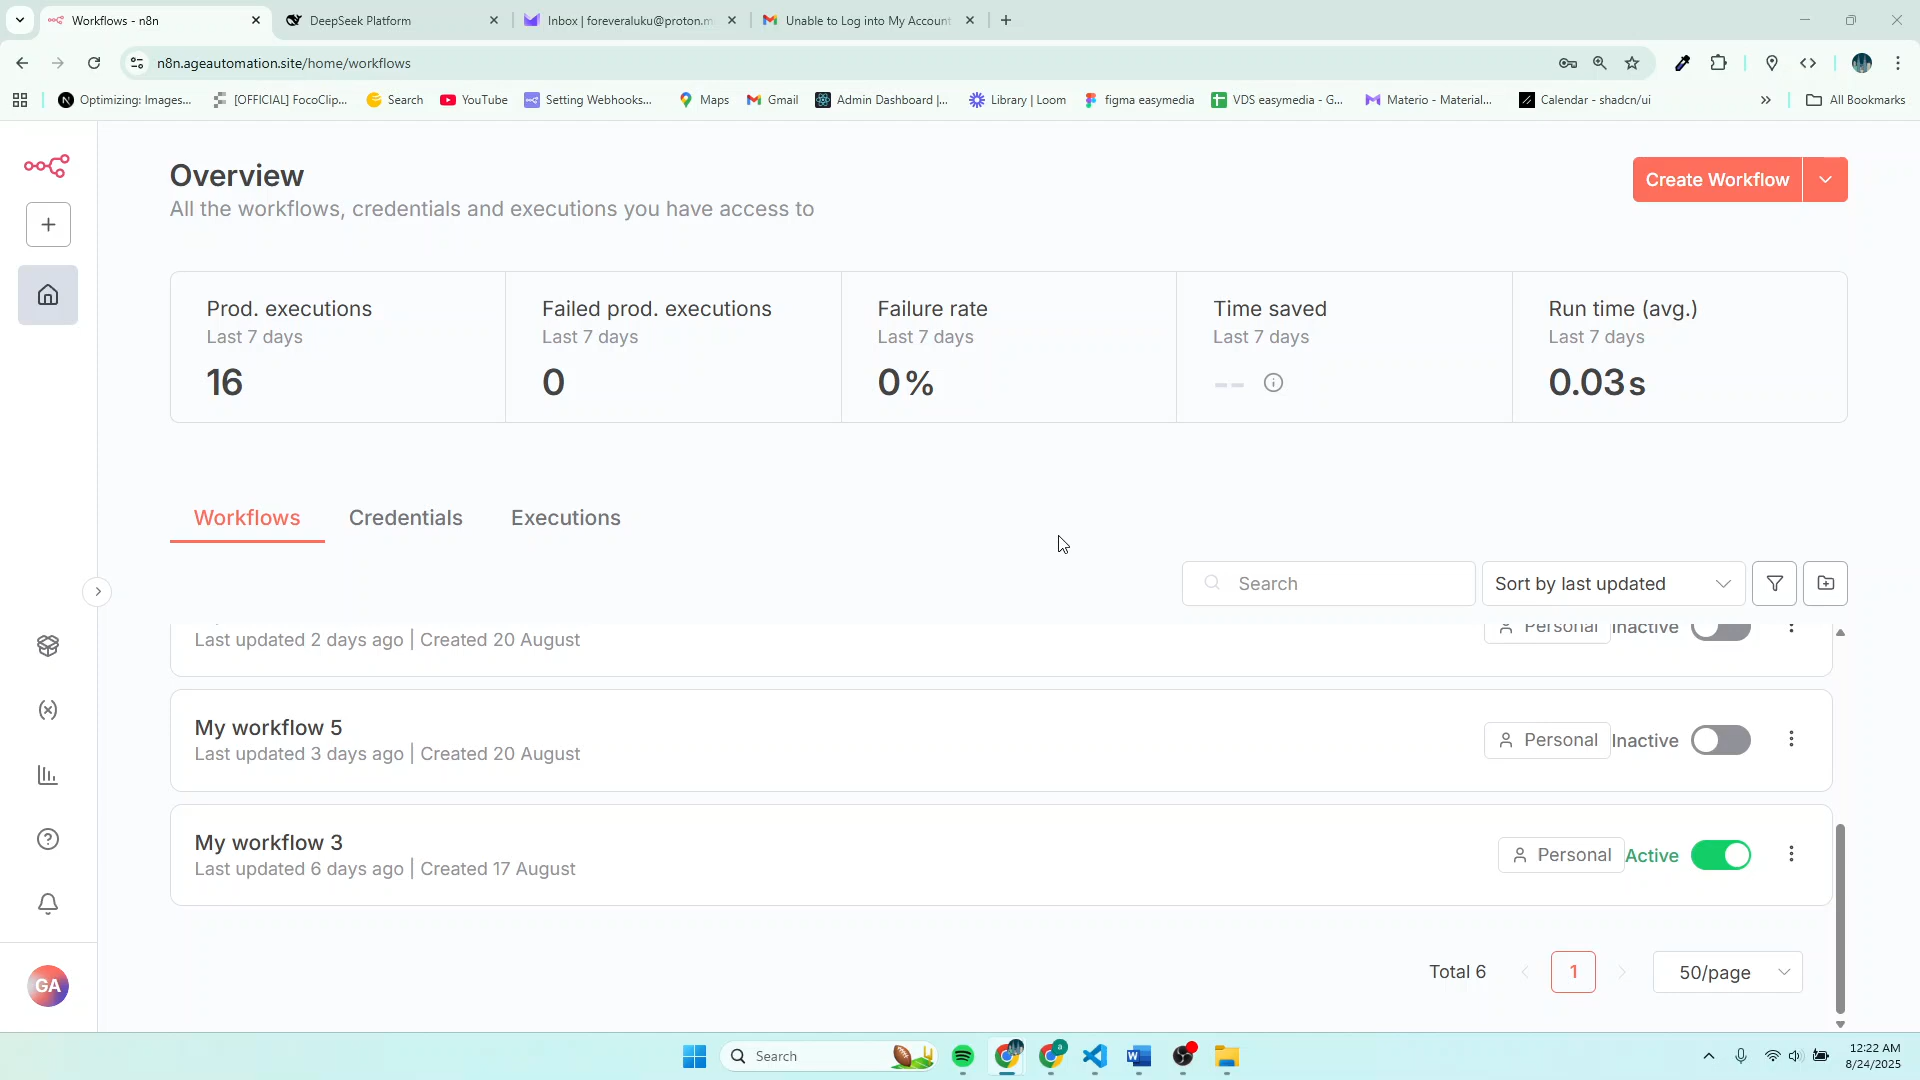 Workflows - n8n
DeepSeek Platform
Inbox | foreveraluku@proton.m
Unable to Log into My Account
n8n.ageautomation.site/home/workflows
Optimizing: Images...
[OFFICIAL] FocoClip...
Search
YouTube
Setting Webhooks...
Maps
Gmail
Admin Dashboard |...
Library | Loom
figma easymedia
VDS easymedia - G...
Materio - Material...
Calendar - shadcn/ui
All Bookmarks
Overview
All the workflows, credentials and executions you have access to
Create Workflow
Prod. executions
Last 7 days
16
Failed prod. executions
Last 7 days
0
Failure rate
Last 7 days
0%
Time saved
Last 7 days
--
Run time (avg.)
Last 7 days
0.03s
Workflows
Credentials
Executions
Search
Sort by last updated
Last updated 2 days ago | Created 20 August
Personal
Inactive
My workflow 5
Last updated 3 days ago | Created 20 August
Personal
Inactive
My workflow 3
Last updated 6 days ago | Created 17 August
Personal
Active
Total 6
1
50/page
GA
Search
12:22 AM
8/24/2025